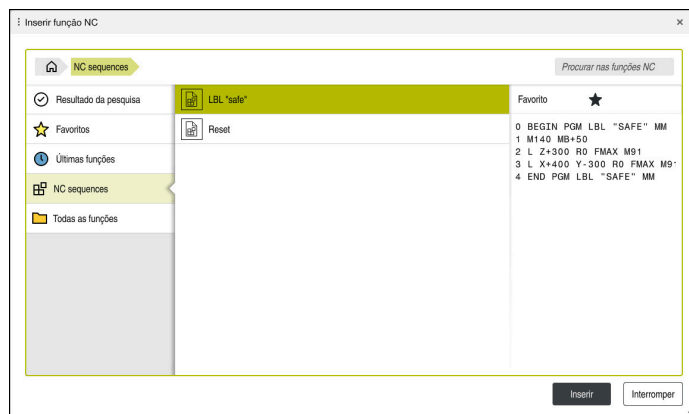 Inserir função NC
NC sequences
Procurar nas funções NC
Resultado da pesquisa
Favoritos
Últimas funções
NC sequences
Todas as funções
LBL "safe"
Reset
Favorito
0 BEGIN PGM LBL "SAFE" MM
1 M140 MB+50
2 L Z+300 R0 FMAX M91
3 L X+400 Y-300 R0 FMAX M91
4 END PGM LBL "SAFE" MM
Inserir
Interromper